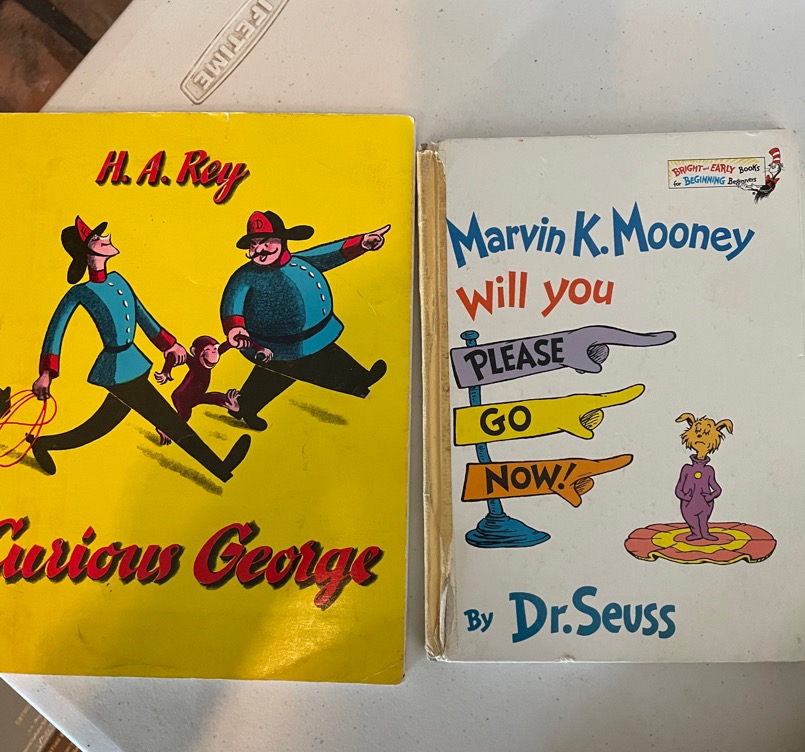 LIFETIME
H. A. Rey
D.
Curious George
BRIGHT and EARLY Books
for BEGINNING Beginners
Marvin K. Mooney
Will you
PLEASE
GO
NOW!
By Dr. Seuss